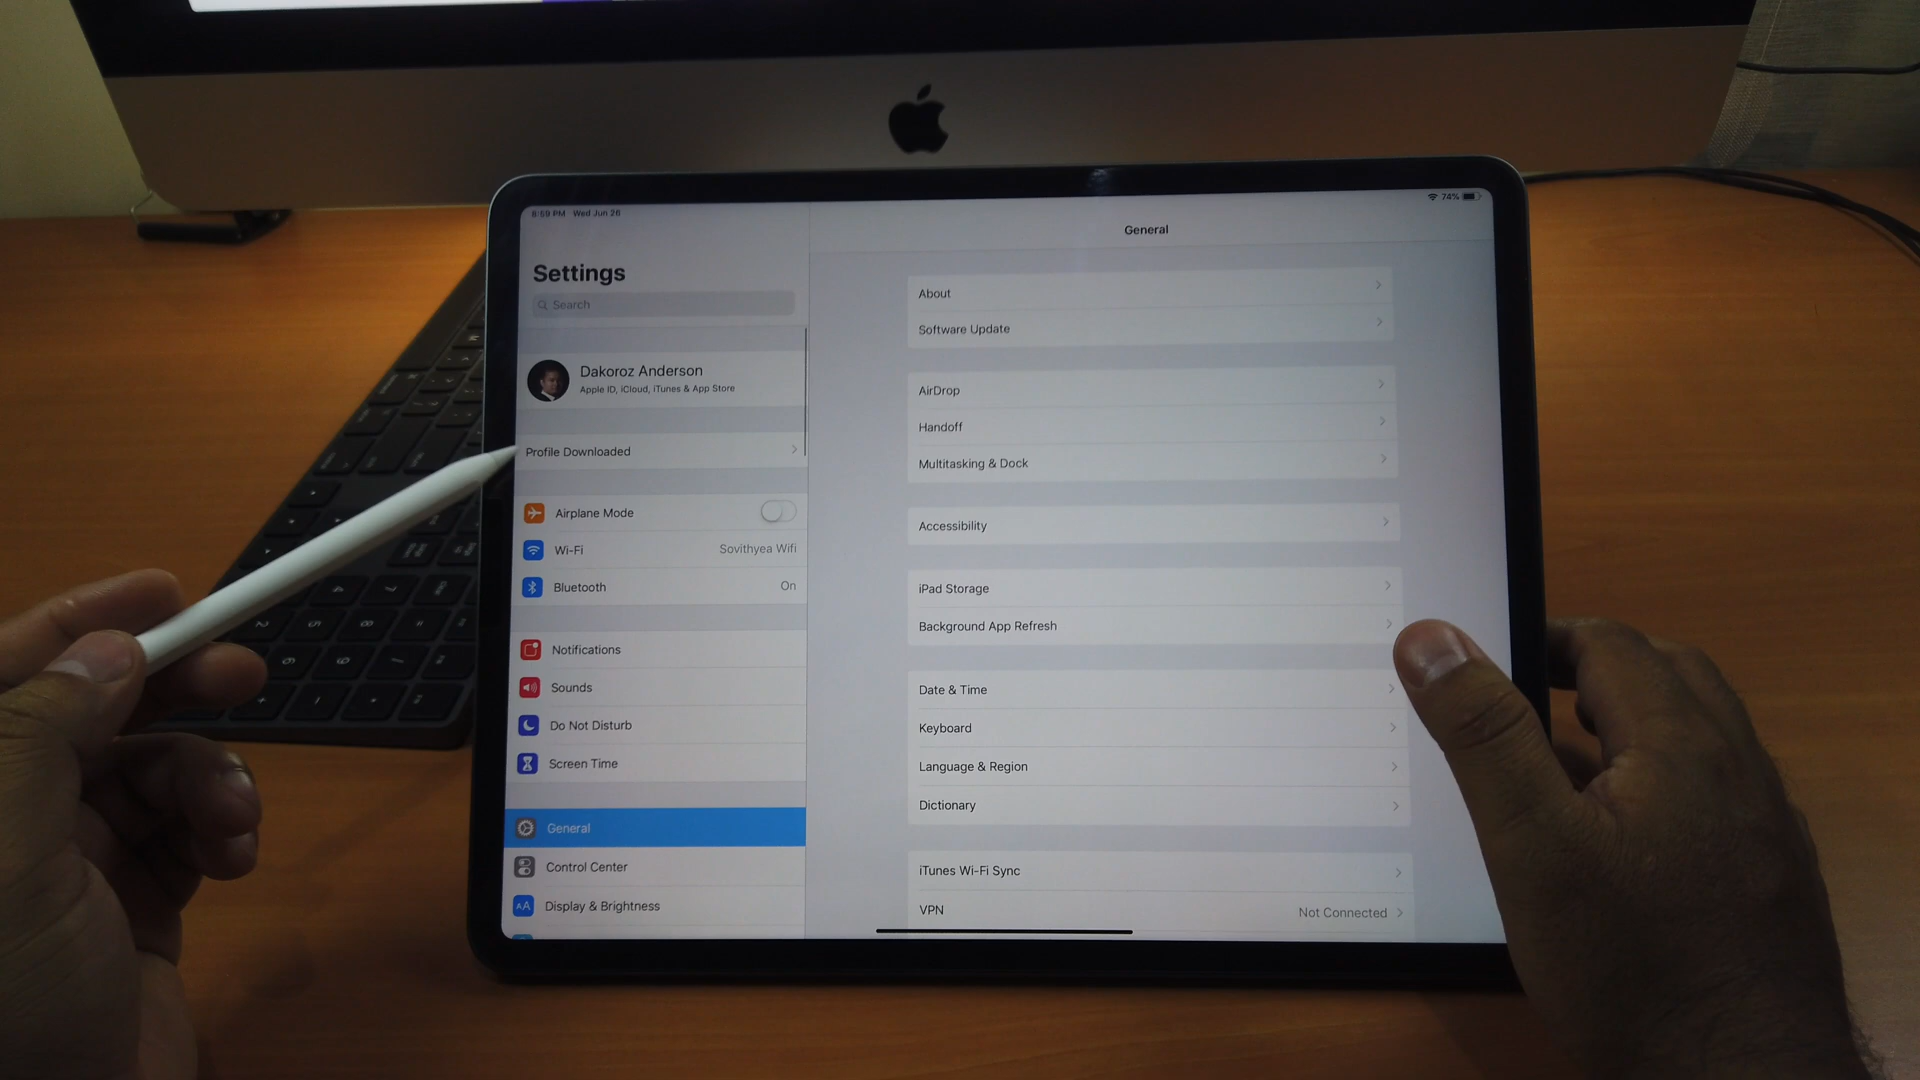 8:59 PM Wed Jun 26
74%
Settings
Search
Dakoroz Anderson
Apple ID, iCloud, iTunes & App Store
Profile Downloaded
Airplane Mode
Wi-Fi Sovithyea Wifi
Bluetooth On
Notifications
Sounds
Do Not Disturb
Screen Time
General
Control Center
AA Display & Brightness
General
About
Software Update
AirDrop
Handoff
Multitasking & Dock
Accessibility
iPad Storage
Background App Refresh
Date & Time
Keyboard
Language & Region
Dictionary
iTunes Wi-Fi Sync
VPN Not Connected